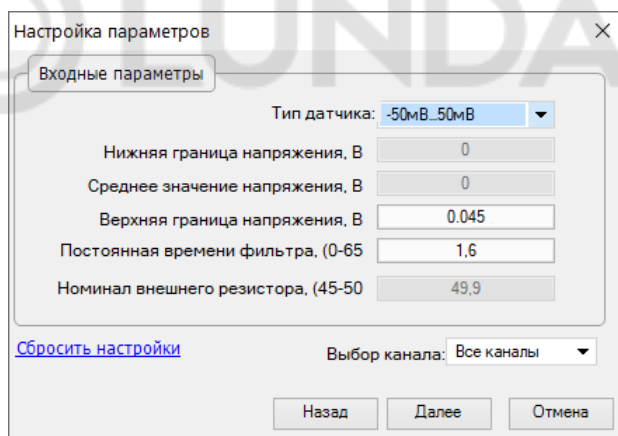 LUNDA
Настройка параметров
Входные параметры
Тип датчика: -50мВ...50мВ
Нижняя граница напряжения, В 0
Среднее значение напряжения, В 0
Верхняя граница напряжения, В 0.045
Постоянная времени фильтра, (0-65 1,6
Номинал внешнего резистора, (45-50 49,9
Сбросить настройки
Выбор канала: Все каналы
Назад Далее Отмена